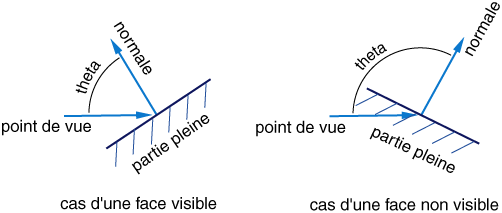 normale
theta
point de vue
partie pleine
cas d'une face visible
normale
theta
point de vue
partie pleine
cas d'une face non visible